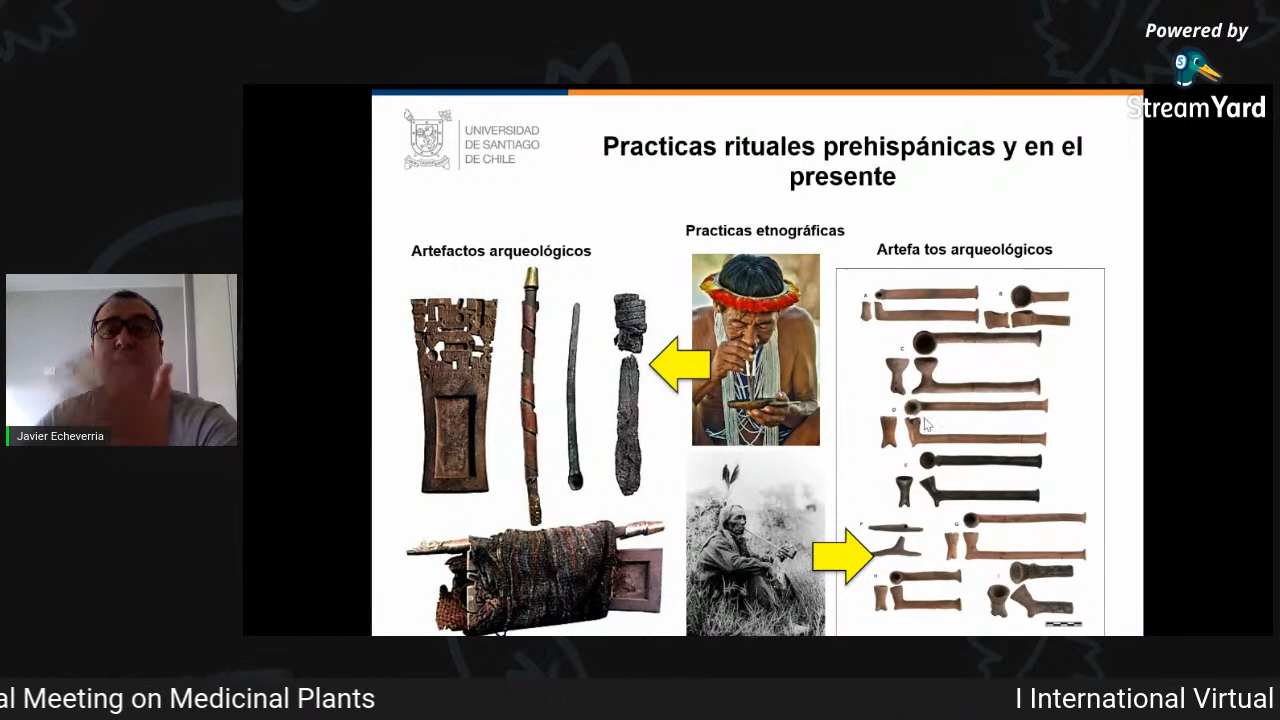 Powered by
StreamYard
UNIVERSIDAD
DE SANTIAGO
DE CHILE
Practicas rituales prehispánicas y en el
presente
Practicas etnográficas
Artefactos arqueológicos
Artefa tos arqueológicos
A
B
C
D
E
F
G
H
I
Javier Echeverria
al Meeting on Medicinal Plants
I International Virtual